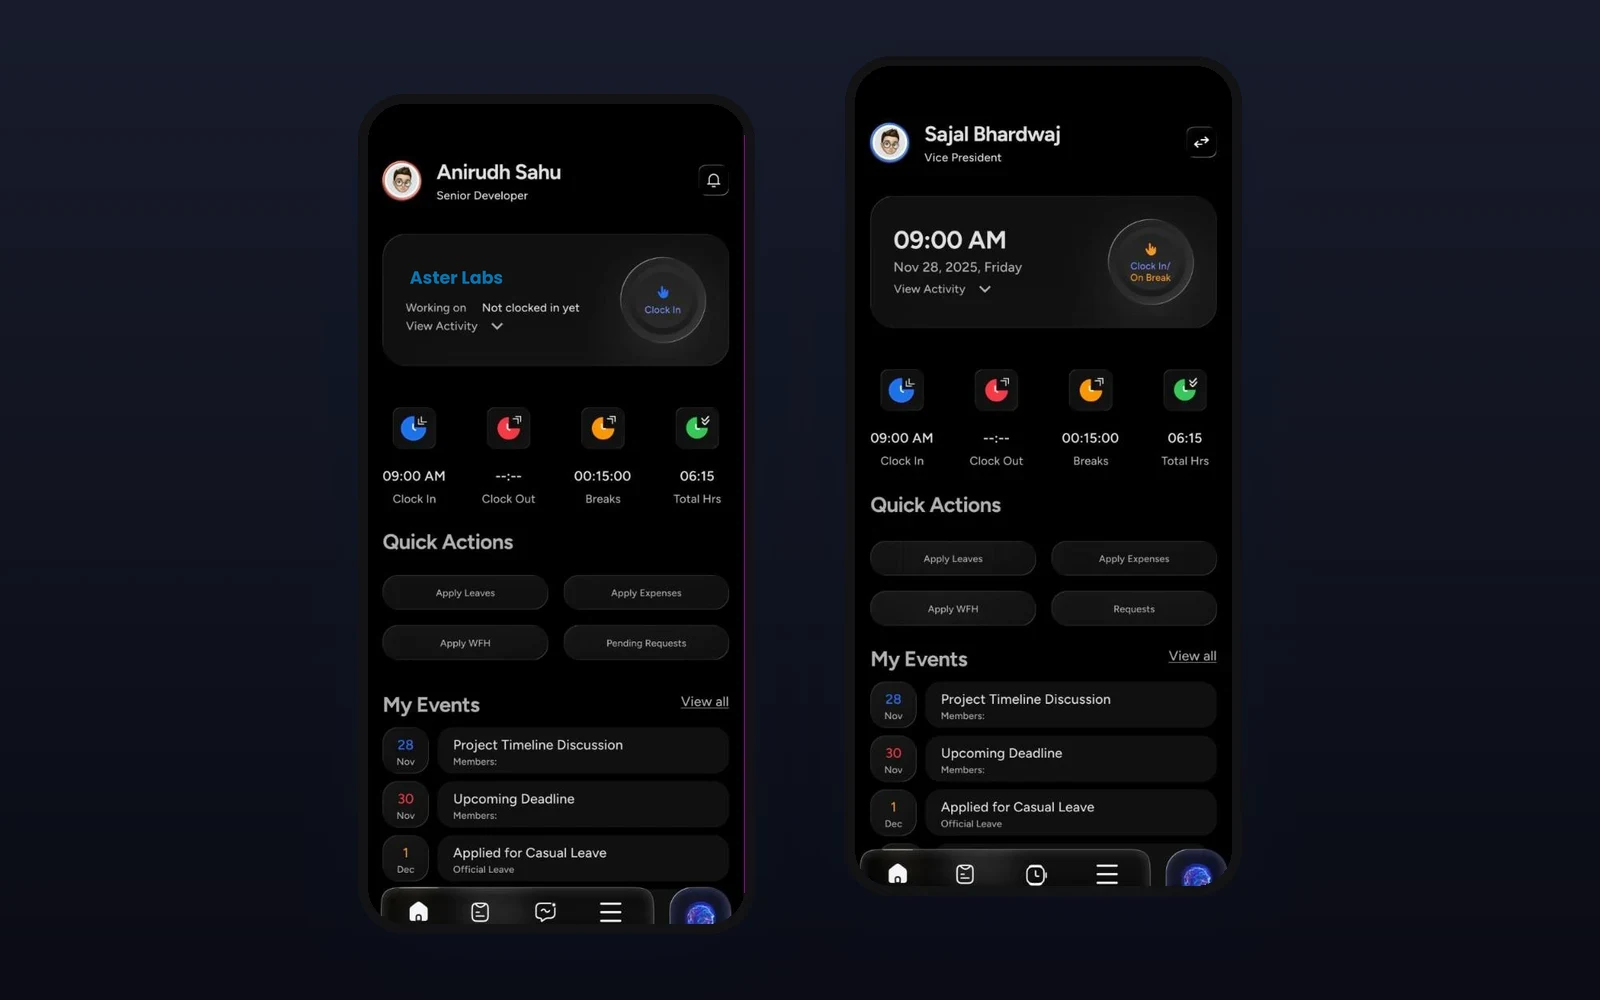 Anirudh Sahu
Senior Developer
Aster Labs
Working on Not clocked in yet
View Activity
Clock In
09:00 AM --:-- 00:15:00 06:15
Clock In Clock Out Breaks Total Hrs
Quick Actions
Apply Leaves Apply Expenses
Apply WFH Pending Requests
My Events View all
28 Project Timeline Discussion
Nov Members:
30 Upcoming Deadline
Nov Members:
1 Applied for Casual Leave
Dec Official Leave
Sajal Bhardwaj
Vice President
09:00 AM
Nov 28, 2025, Friday
View Activity
Clock In/
On Break
09:00 AM --:-- 00:15:00 06:15
Clock In Clock Out Breaks Total Hrs
Quick Actions
Apply Leaves Apply Expenses
Apply WFH Requests
My Events View all
28 Project Timeline Discussion
Nov Members:
30 Upcoming Deadline
Nov Members:
1 Applied for Casual Leave
Dec Official Leave